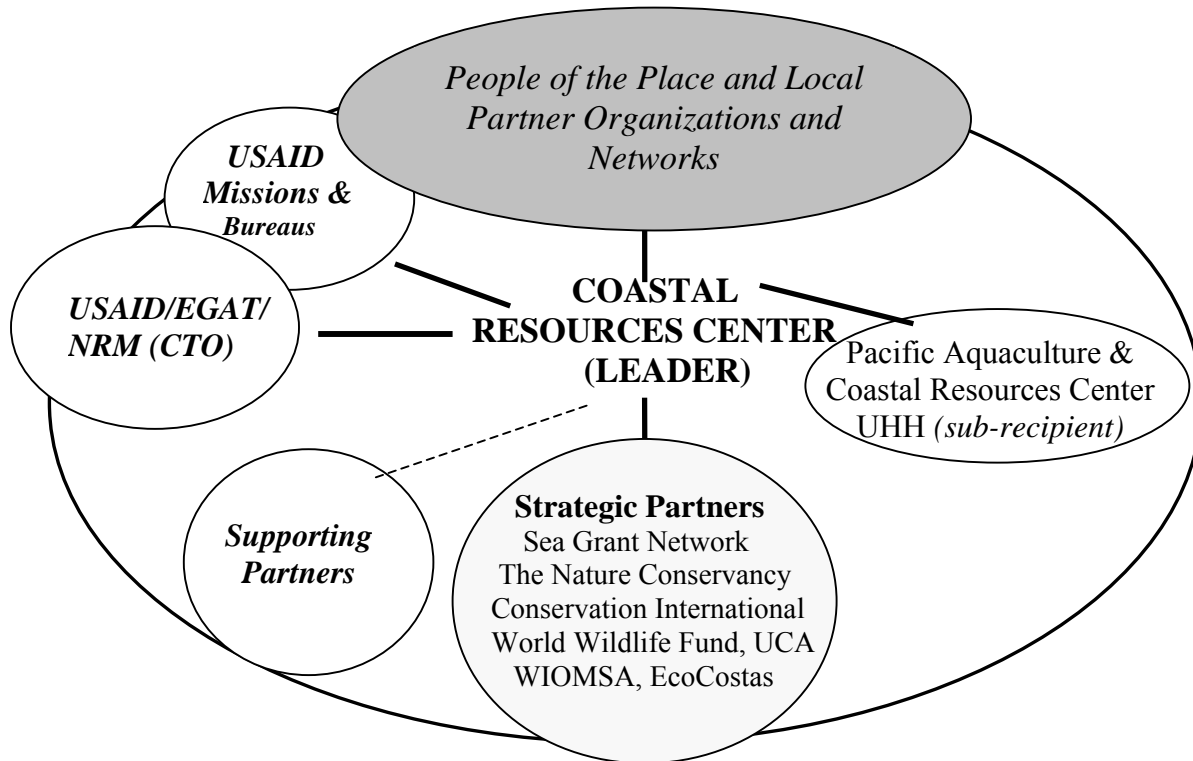 People of the Place and Local
Partner Organizations and
Networks
USAID
Missions &
Bureaus
USAID/EGAT/
NRM (CTO)
COASTAL
RESOURCES CENTER
(LEADER)
Pacific Aquaculture &
Coastal Resources Center
UHH (sub-recipient)
Supporting
Partners
Strategic Partners
Sea Grant Network
The Nature Conservancy
Conservation International
World Wildlife Fund, UCA
WIOMSA, EcoCostas